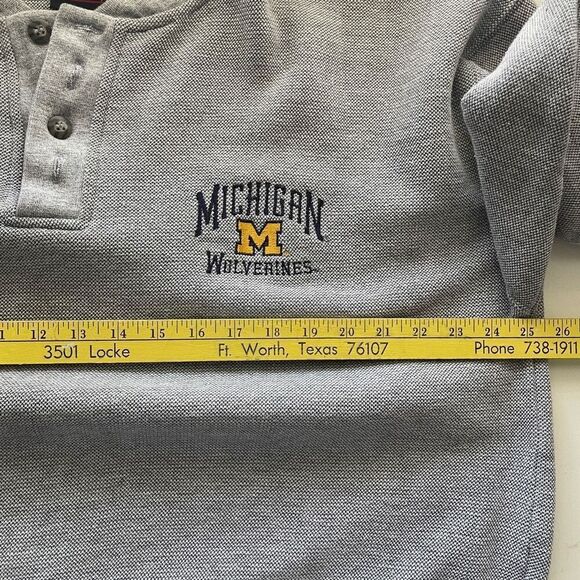 MICHIGAN
M
WOLVERINES
12 13 14 15 16 17 18 19 20 21 22 23 24 25 26
3501 Locke Ft. Worth, Texas 76107 Phone 738-1911